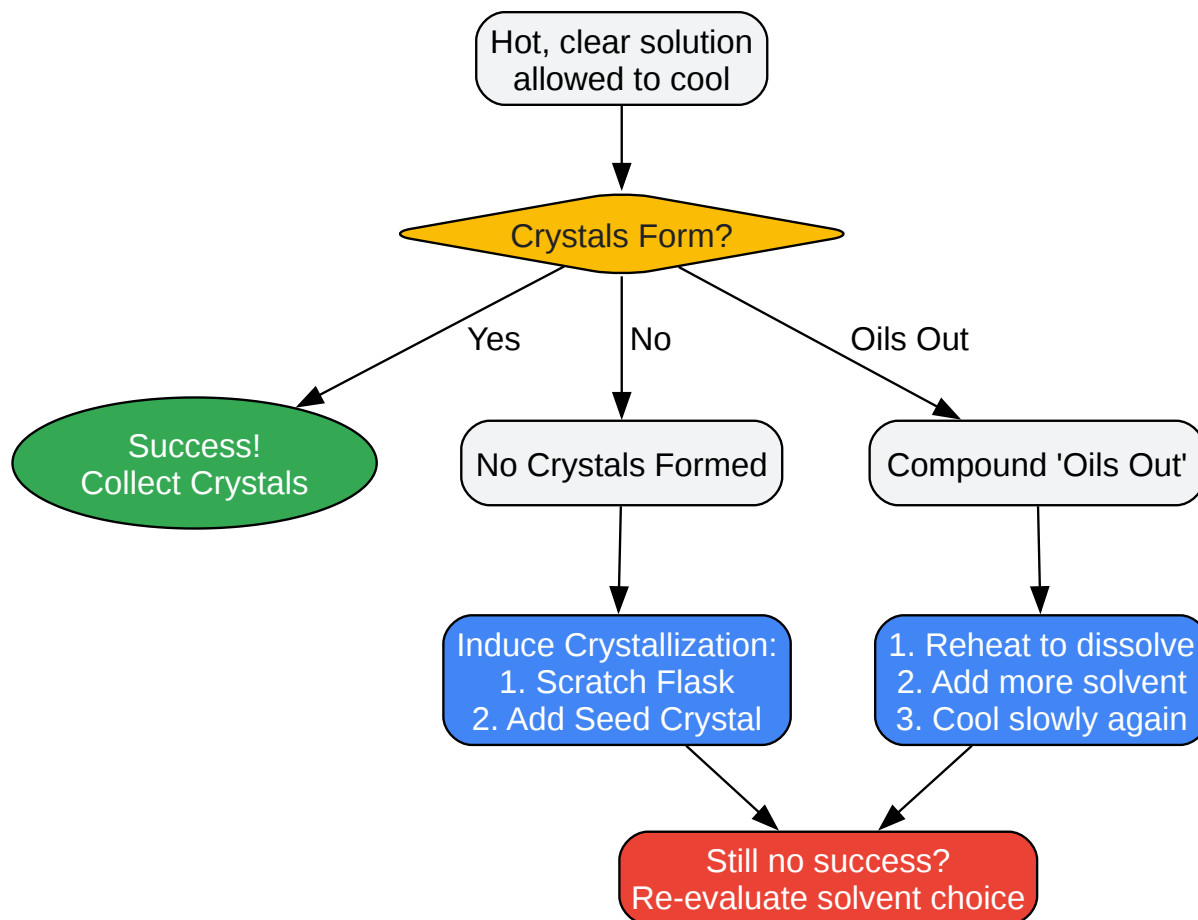 Hot, clear solution
allowed to cool
Crystals Form?
Yes
No
Oils Out
Success!
Collect Crystals
No Crystals Formed
Compound 'Oils Out'
Induce Crystallization:
1. Scratch Flask
2. Add Seed Crystal
1. Reheat to dissolve
2. Add more solvent
3. Cool slowly again
Still no success?
Re-evaluate solvent choice